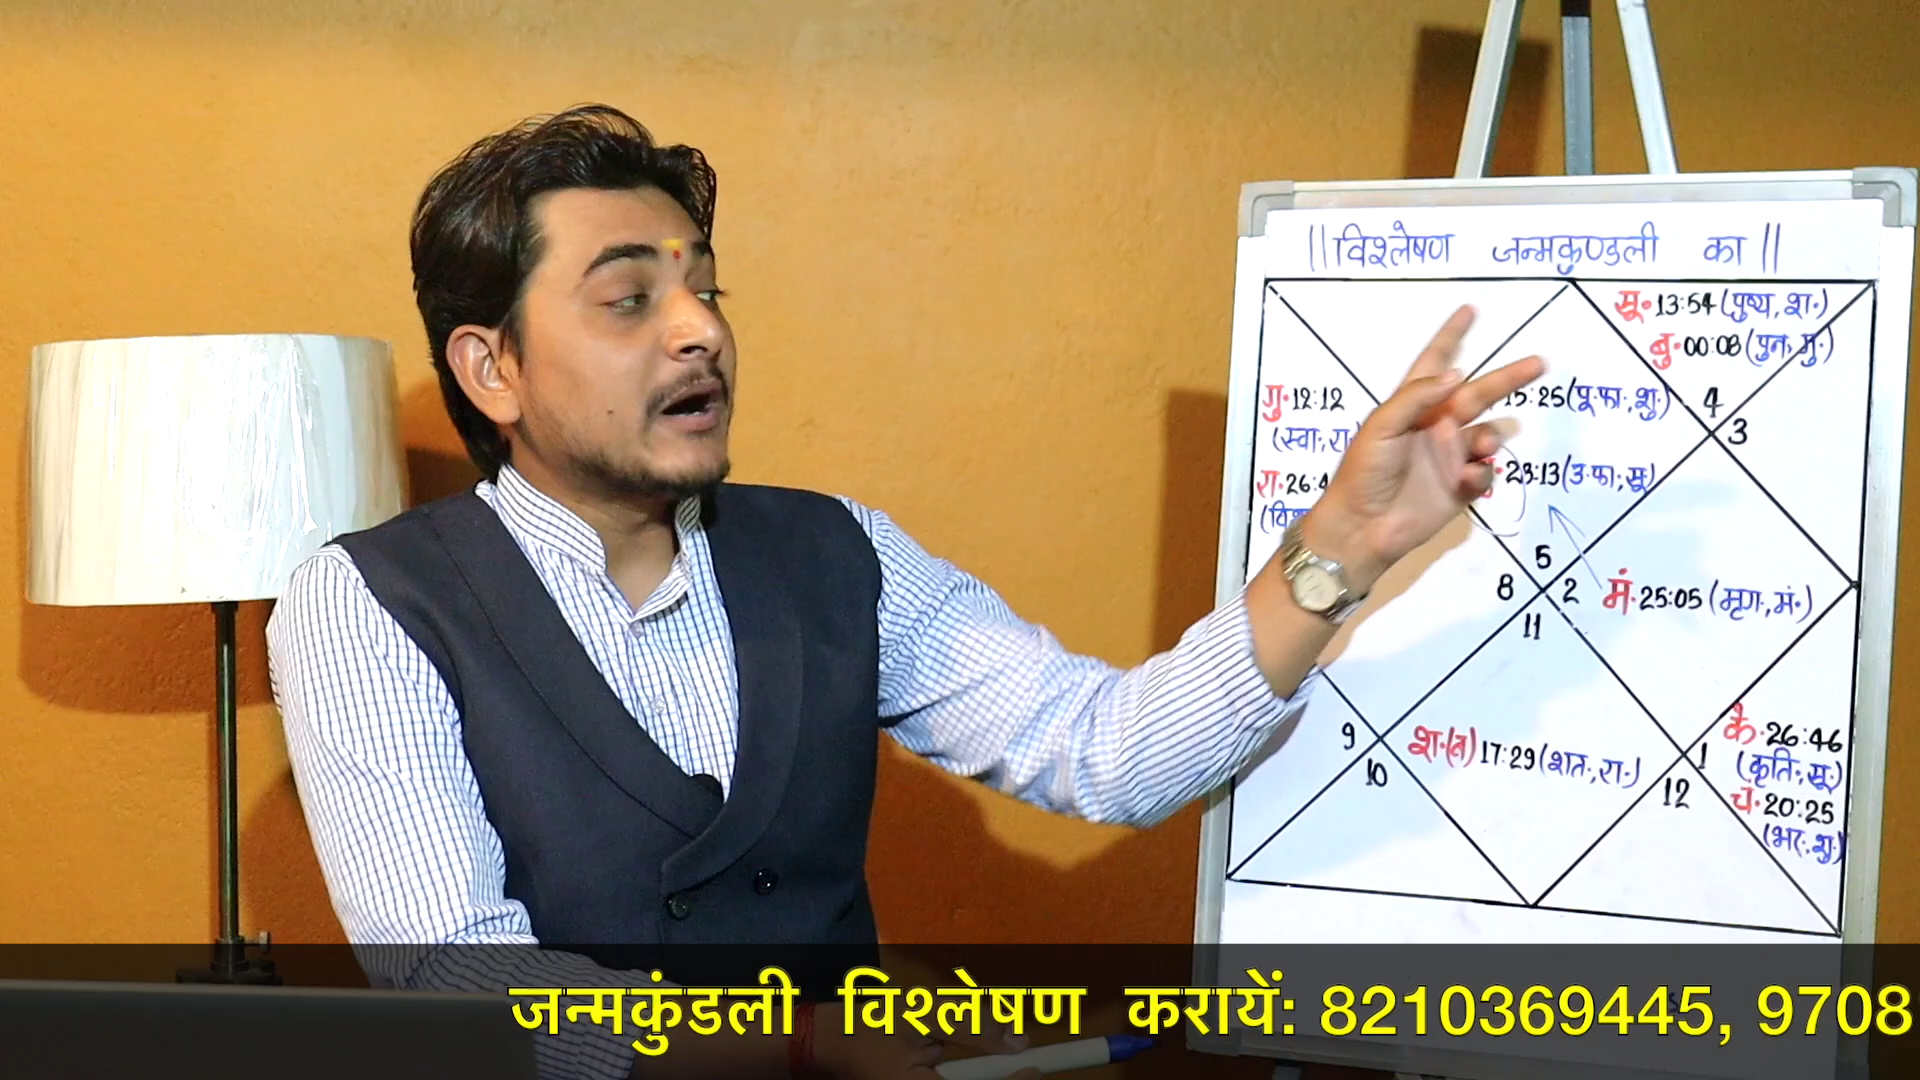 ||विश्लेषण जन्मकुण्डली का||
सू॰13:54 (पुष्य, श॰)
बु॰00:08 (पुन॰, गु॰)
गु॰12:12
(स्वा॰, रा॰
15:25 (पू.फा॰, शु॰)
4
3
रा॰26:4
23:13 (उ.फा॰, सू॰)
5
8
2
11
मं॰25:05 (मृग॰, मं॰)
9
10
श॰(व) 17:29 (शत॰, रा॰)
1
12
के॰26:46
(कृति॰, सू॰)
चं॰20:25
(भर॰, शु॰)
जन्मकुंडली विश्लेषण करायें: 8210369445, 9708